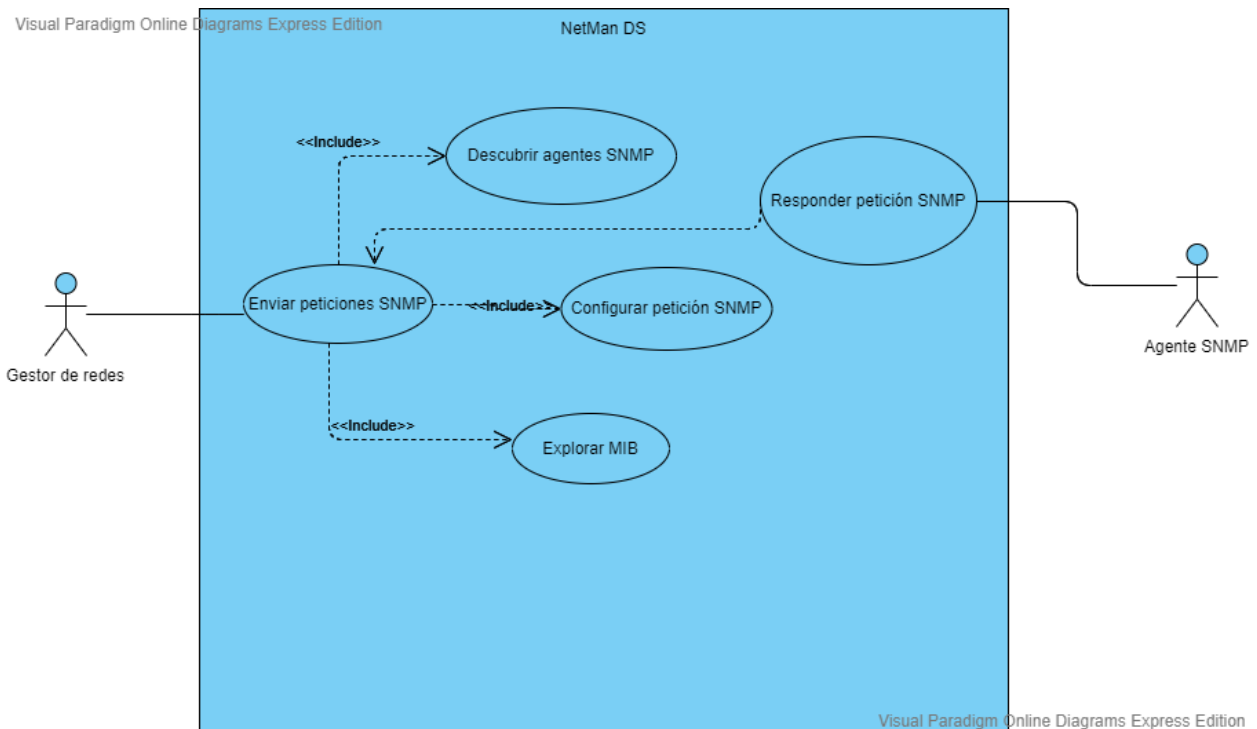 Visual Paradigm Online Diagrams Express Edition
NetMan DS
<<Include>>
Descubrir agentes SNMP
Responder petición SNMP
Enviar peticiones SNMP
<<Include>>
Configurar petición SNMP
Gestor de redes
Agente SNMP
<<Include>>
Explorar MIB
Visual Paradigm Online Diagrams Express Edition